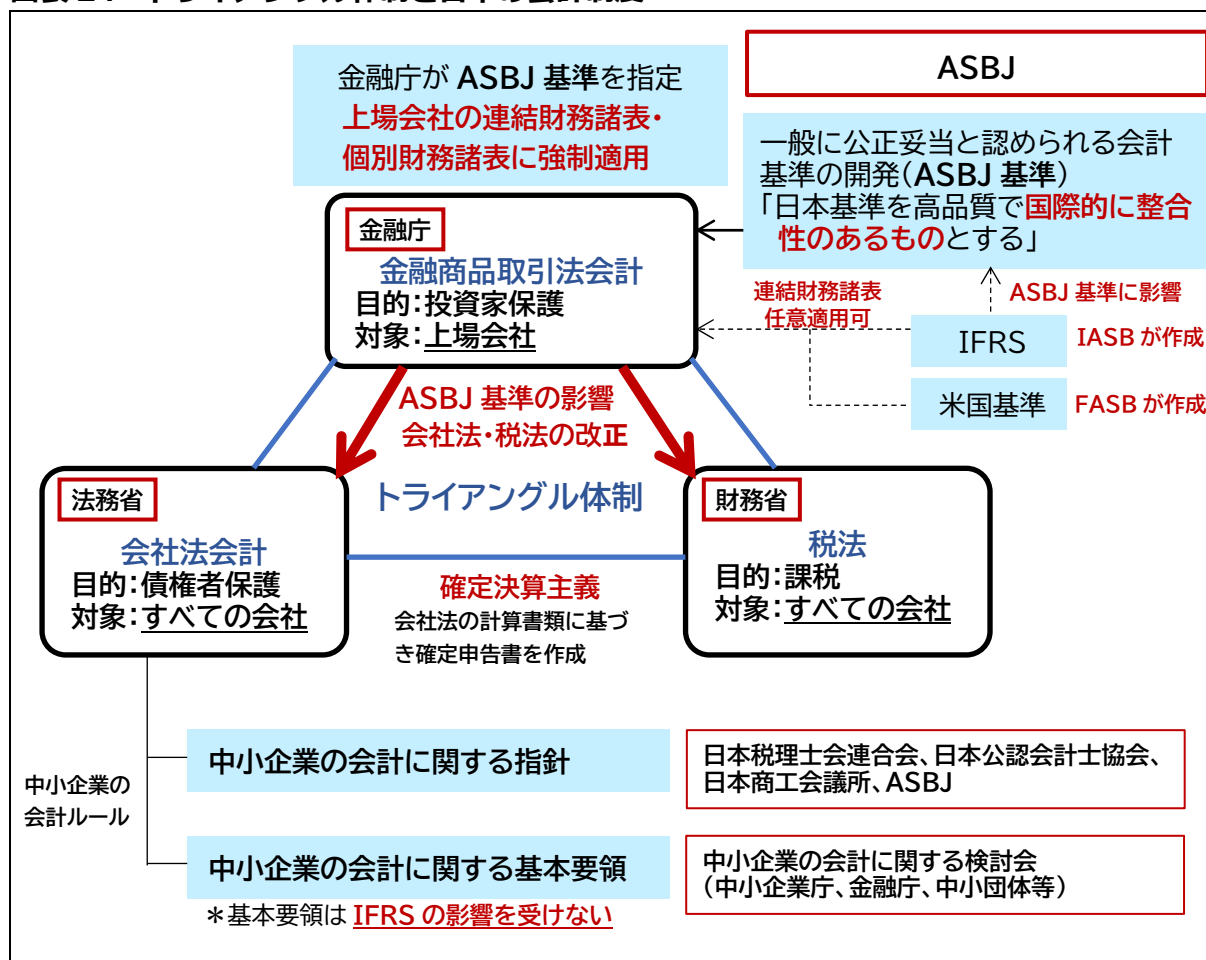 金融庁が ASBJ 基準を指定
上場会社の連結財務諸表・
個別財務諸表に強制適用
ASBJ
一般に公正妥当と認められる会計
基準の開発(ASBJ 基準)
「日本基準を高品質で国際的に整合
性のあるものとする」
金融庁
金融商品取引法会計
目的:投資家保護
対象:上場会社
連結財務諸表
任意適用可
ASBJ 基準に影響
IFRS
IASB が作成
米国基準
FASB が作成
ASBJ 基準の影響
会社法・税法の改正
トライアングル体制
法務省
会社法会計
目的:債権者保護
対象:すべての会社
財務省
税法
目的:課税
対象:すべての会社
確定決算主義
会社法の計算書類に基づ
き確定申告書を作成
中小企業の
会計ルール
中小企業の会計に関する指針
日本税理士会連合会、日本公認会計士協会、
日本商工会議所、ASBJ
中小企業の会計に関する基本要領
中小企業の会計に関する検討会
(中小企業庁、金融庁、中小団体等)
＊基本要領は IFRS の影響を受けない